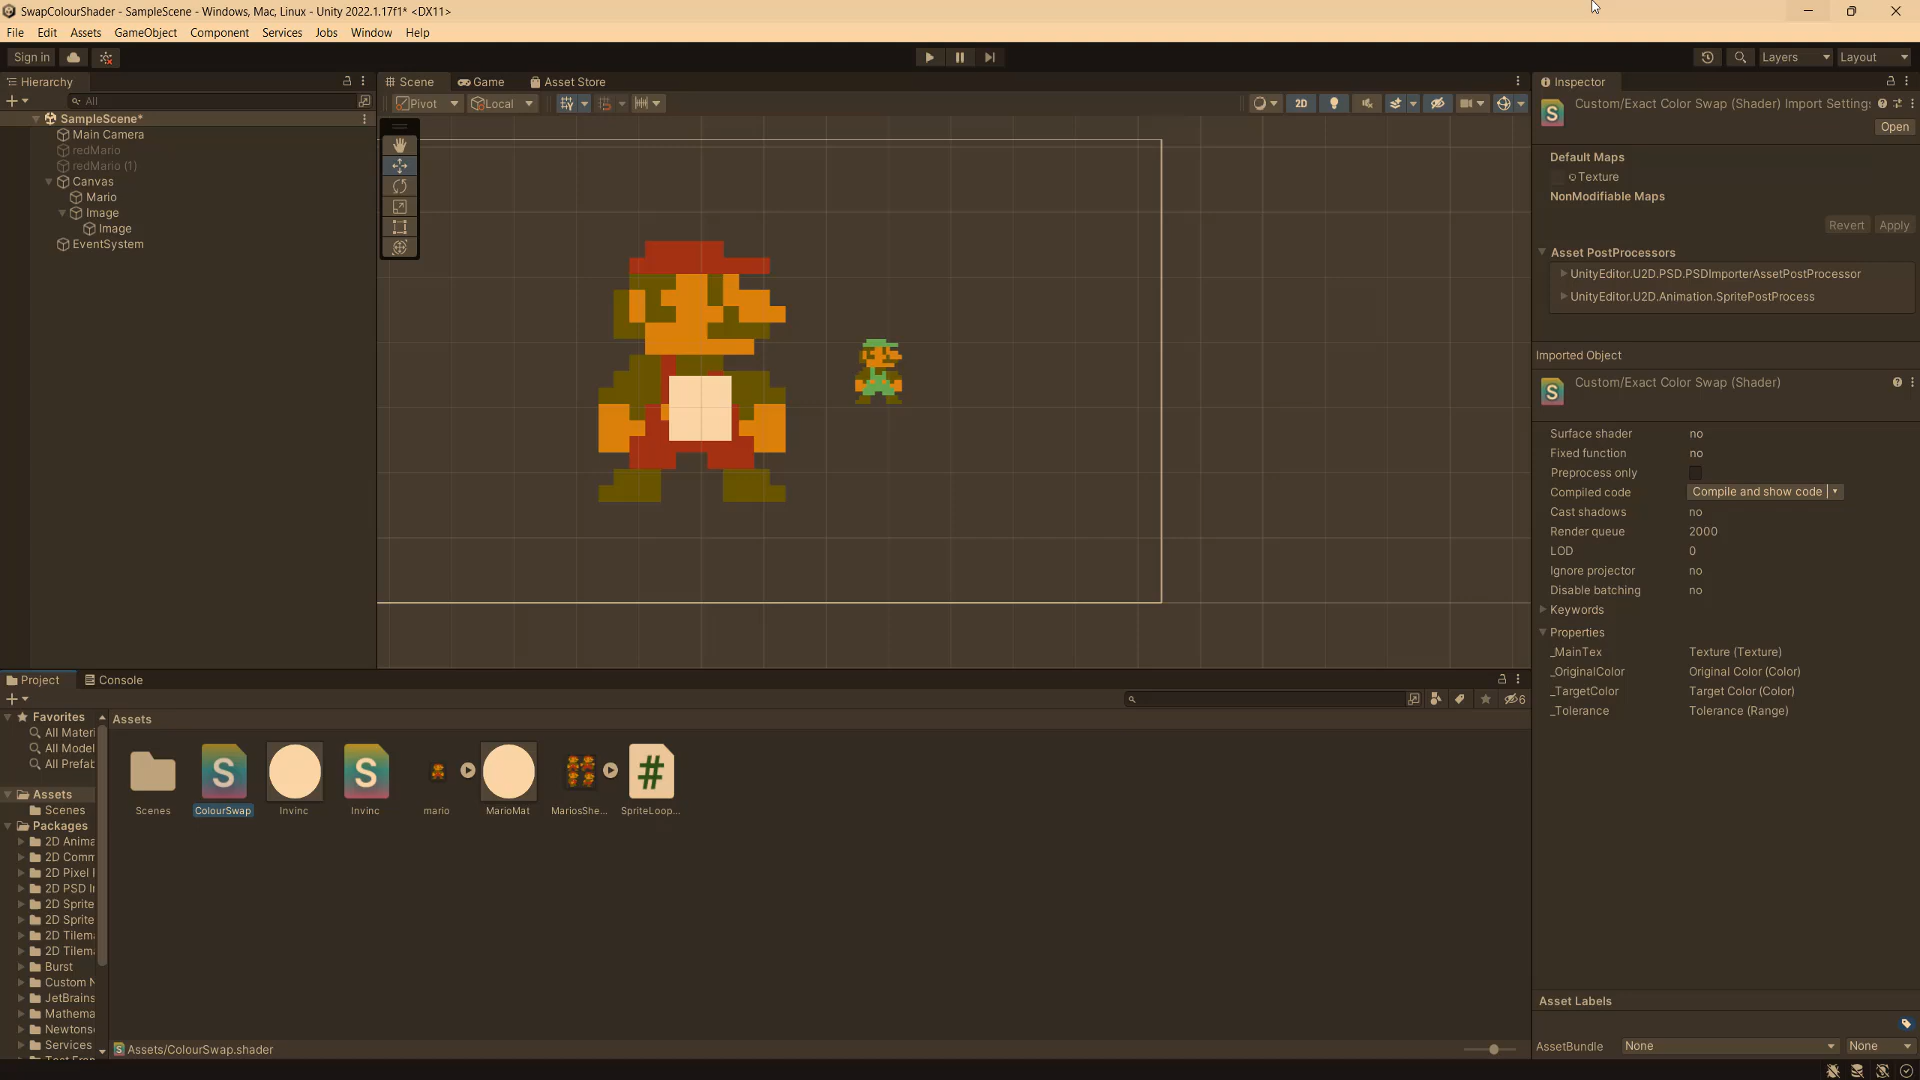 SwapColourShader - SampleScene - Windows, Mac, Linux - Unity 2022.1.17f1* <DX11>
File Edit Assets GameObject Component Services Jobs Window Help
Sign in
Layers
Layout
Hierarchy
All
SampleScene*
Main Camera
redMario
redMario (1)
Canvas
Mario
Image
Image
EventSystem
Scene
Game
Asset Store
Pivot
Local
2D
Inspector
Custom/Exact Color Swap (Shader) Import Setting:
Open
Default Maps
Texture
NonModifiable Maps
Revert
Apply
Asset PostProcessors
UnityEditor.U2D.PSD.PSDImporterAssetPostProcessor
UnityEditor.U2D.Animation.SpritePostProcess
Imported Object
Custom/Exact Color Swap (Shader)
Surface shader no
Fixed function no
Preprocess only
Compiled code Compile and show code
Cast shadows no
Render queue 2000
LOD 0
Ignore projector no
Disable batching no
Keywords
Properties
_MainTex Texture (Texture)
_OriginalColor Original Color (Color)
_TargetColor Target Color (Color)
_Tolerance Tolerance (Range)
Asset Labels
AssetBundle None None
Project
Console
6
Favorites
All Materi
All Model
All Prefab
Assets
Scenes
Packages
2D Anima
2D Comm
2D Pixel I
2D PSD Ir
2D Sprite
2D Sprite
2D Tilem
2D Tilem
Burst
Custom N
JetBrains
Mathema
Newtons
Services
Assets
Scenes
ColourSwap
Invinc
Invinc
mario
MarioMat
MariosShe...
SpriteLoop...
Assets/ColourSwap.shader